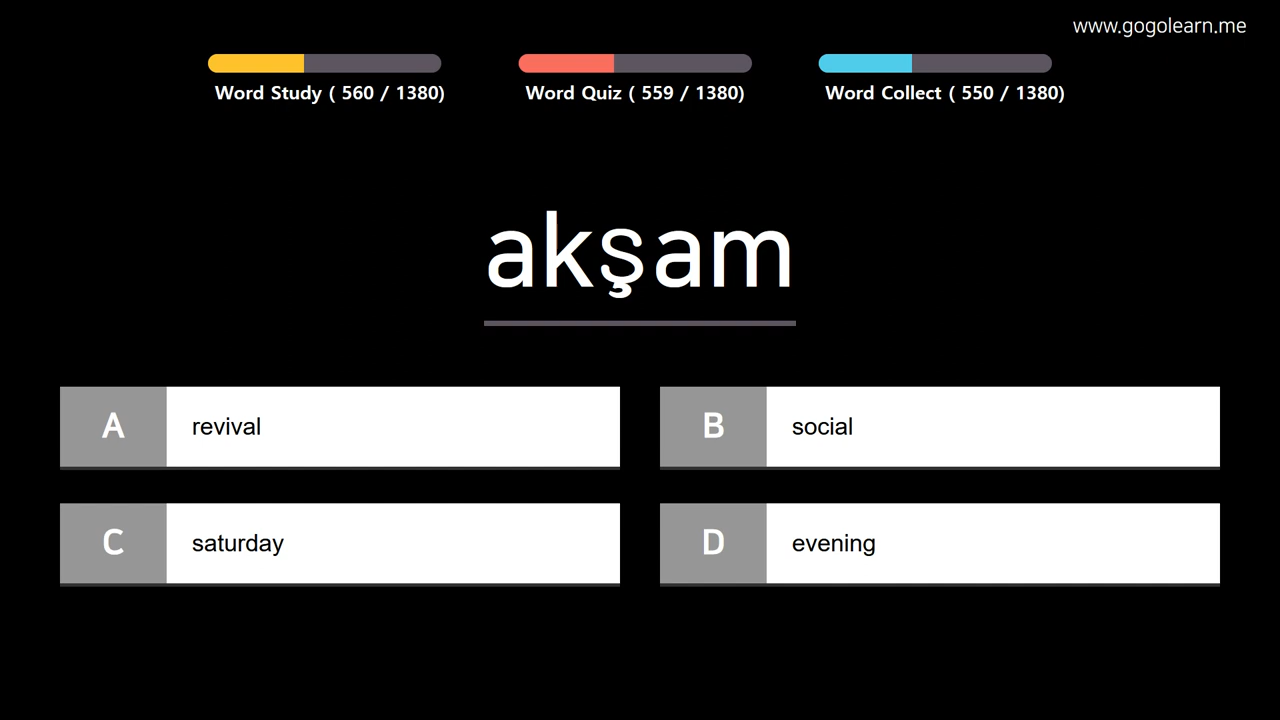 www.gogolearn.me
Word Study ( 560 / 1380)
Word Quiz ( 559 / 1380)
Word Collect ( 550 / 1380)
akşam
A
revival
B
social
C
saturday
D
evening